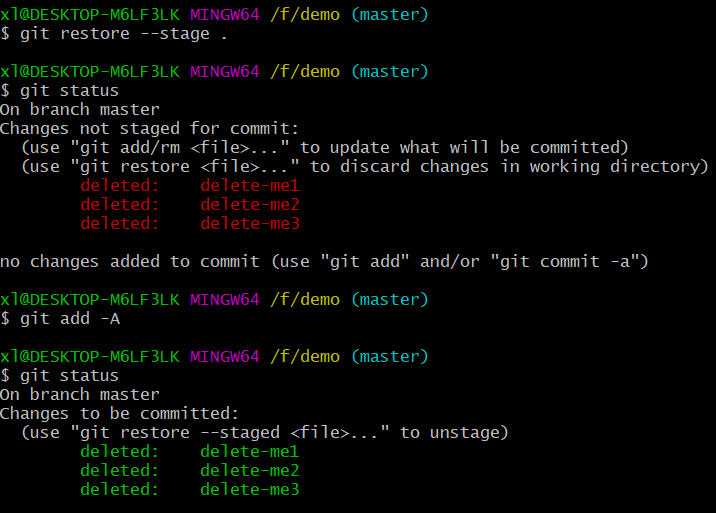 xl@DESKTOP-M6LF3LK MINGW64 /f/demo (master)
$ git restore --stage .

xl@DESKTOP-M6LF3LK MINGW64 /f/demo (master)
$ git status
On branch master
Changes not staged for commit:
  (use "git add/rm <file>..." to update what will be committed)
  (use "git restore <file>..." to discard changes in working directory)
        deleted:    delete-me1
        deleted:    delete-me2
        deleted:    delete-me3

no changes added to commit (use "git add" and/or "git commit -a")

xl@DESKTOP-M6LF3LK MINGW64 /f/demo (master)
$ git add -A

xl@DESKTOP-M6LF3LK MINGW64 /f/demo (master)
$ git status
On branch master
Changes to be committed:
  (use "git restore --staged <file>..." to unstage)
        deleted:    delete-me1
        deleted:    delete-me2
        deleted:    delete-me3